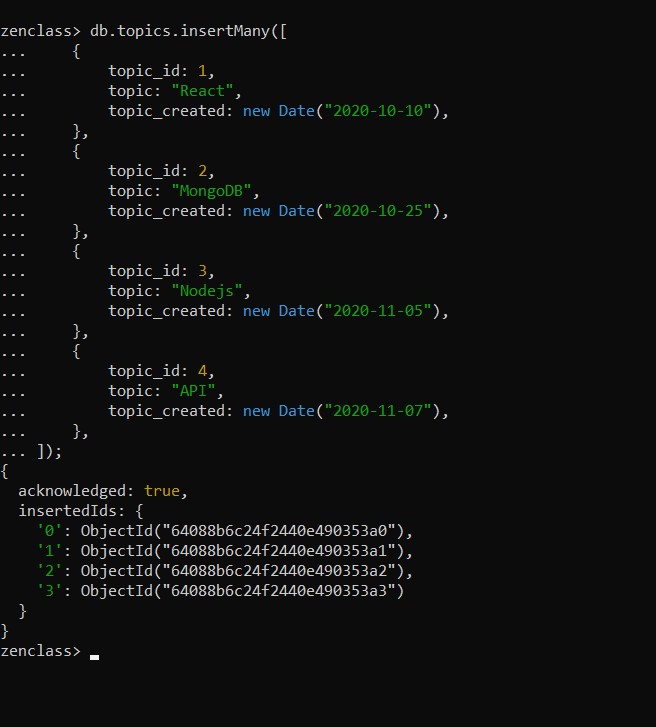 zenclass> db.topics.insertMany([
...     {
...         topic_id: 1,
...         topic: "React",
...         topic_created: new Date("2020-10-10"),
...     },
...     {
...         topic_id: 2,
...         topic: "MongoDB",
...         topic_created: new Date("2020-10-25"),
...     },
...     {
...         topic_id: 3,
...         topic: "Nodejs",
...         topic_created: new Date("2020-11-05"),
...     },
...     {
...         topic_id: 4,
...         topic: "API",
...         topic_created: new Date("2020-11-07"),
...     },
... ]);
{
  acknowledged: true,
  insertedIds: {
    '0': ObjectId("64088b6c24f2440e490353a0"),
    '1': ObjectId("64088b6c24f2440e490353a1"),
    '2': ObjectId("64088b6c24f2440e490353a2"),
    '3': ObjectId("64088b6c24f2440e490353a3")
  }
}
zenclass>